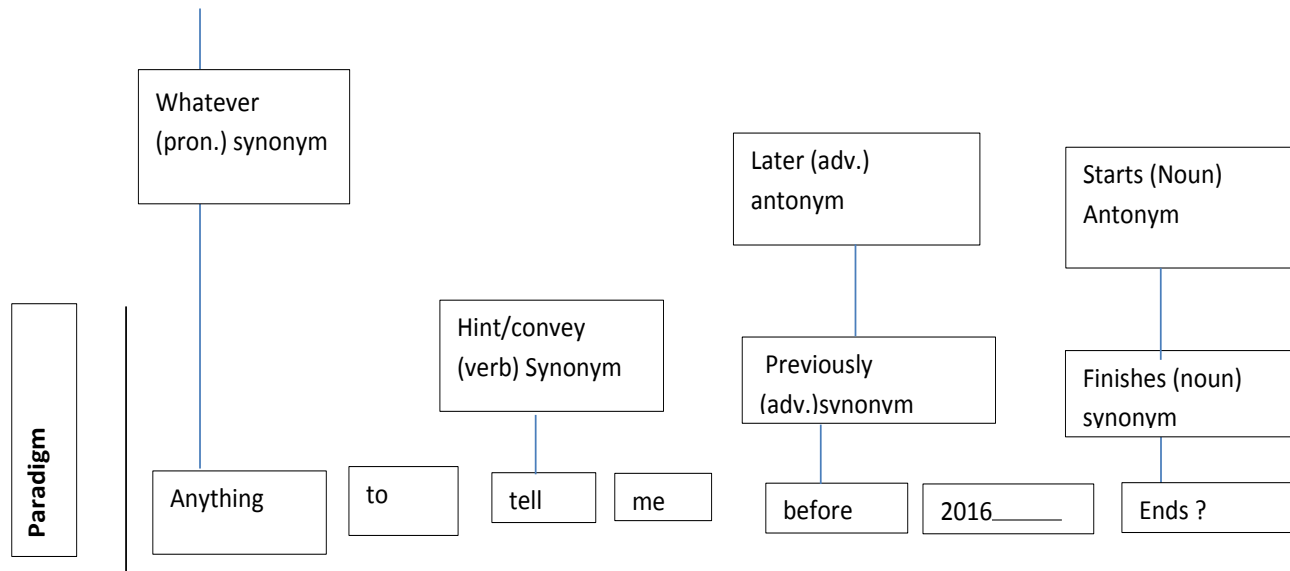 Whatever
(pron.) synonym
Later (adv.)
antonym
Starts (Noun)
Antonym
Hint/convey
(verb) Synonym
Previously
(adv.)synonym
Finishes (noun)
synonym
Paradigm
Anything
to
tell
me
before
2016______
Ends ?